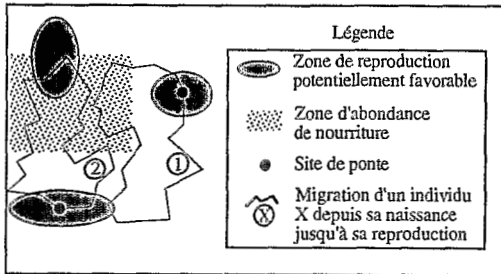 Légende
Zone de reproduction
potentiellement favorable
Zone d'abondance
de nourriture
Site de ponte
Migration d'un individu
X depuis sa naissance
jusqu'à sa reproduction
X
2
1